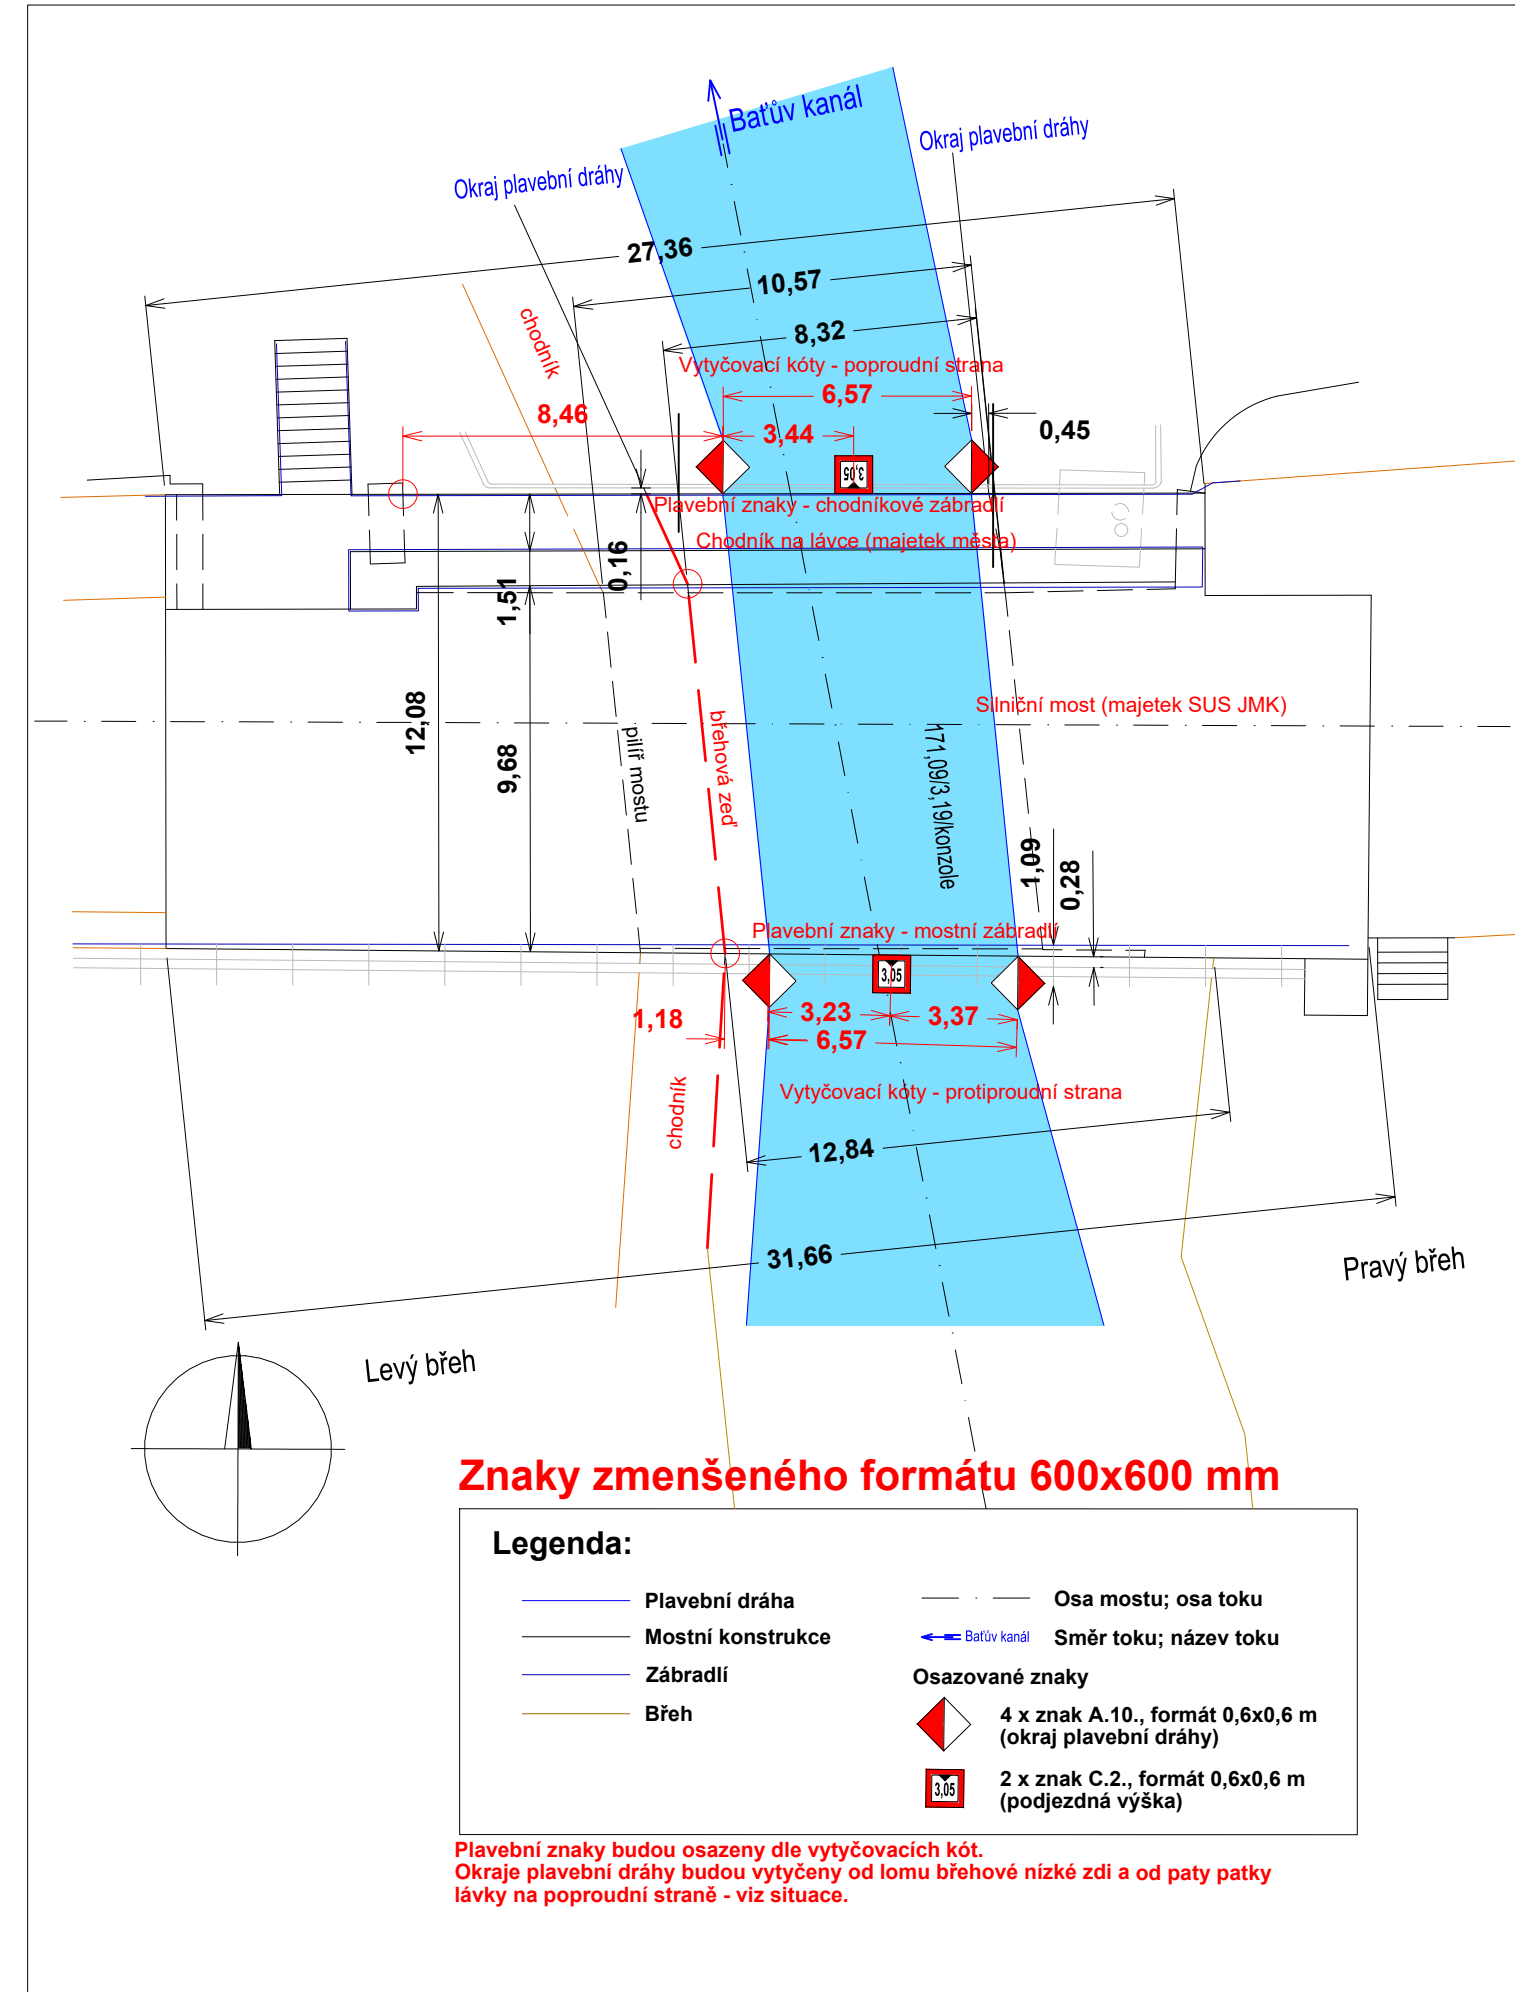 Baťův kanál
Okraj plavební dráhy
Okraj plavební dráhy
27,36
10,57
8,32
chodník
Vytyčovací kóty - poproudní strana
6,57
8,46
3,44
0,45
3,05
Plavební znaky - chodníkové zábradlí
Chodník na lávce (majetek města)
0,16
1,51
12,08
9,68
pilíř mostu
břehová zeď
Silniční most (majetek SUS JMK)
171,09/3,19/konzole
1,09
0,28
Plavební znaky - mostní zábradlí
3,05
1,18
3,23
3,37
6,57
chodník
Vytyčovací kóty - protiproudní strana
12,84
31,66
Pravý břeh
Levý břeh
Znaky zmenšeného formátu 600x600 mm
Legenda:
Plavební dráha
Mostní konstrukce
Zábradlí
Břeh
Osa mostu; osa toku
Baťův kanál
Směr toku; název toku
Osazované znaky
4 x znak A.10., formát 0,6x0,6 m
(okraj plavební dráhy)
3,05
2 x znak C.2., formát 0,6x0,6 m
(podjezdná výška)
Plavební znaky budou osazeny dle vytyčovacích kót.
Okraje plavební dráhy budou vytyčeny od lomu břehové nízké zdi a od paty patky
lávky na poproudní straně - viz situace.